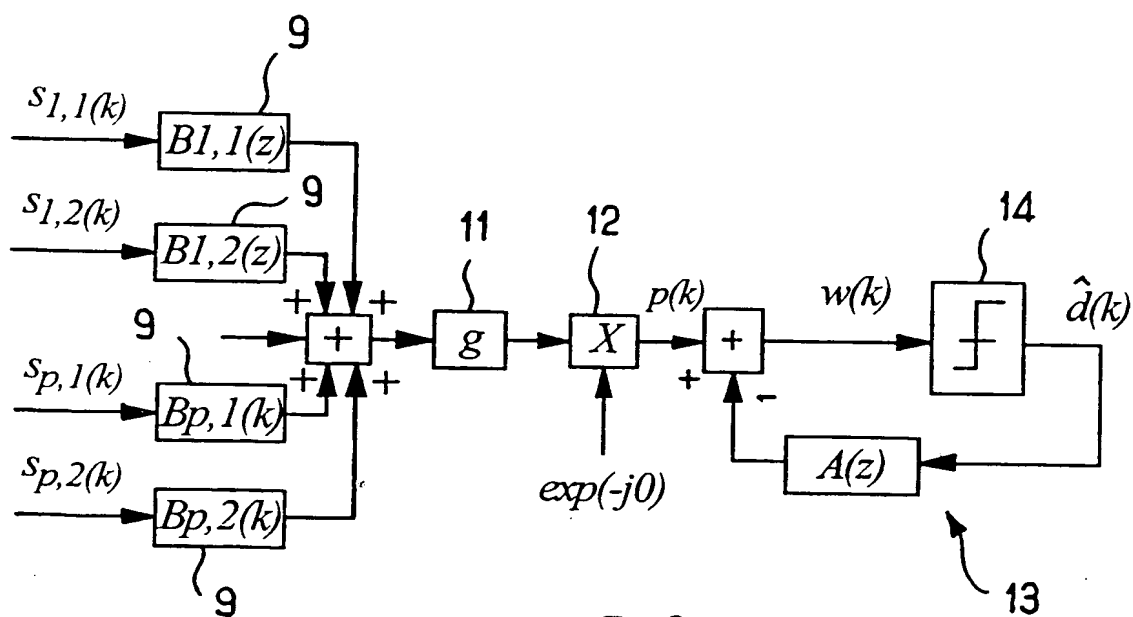 9
s1,1(k)
B1,1(z)
9
s1,2(k)
B1,2(z)
11
12
14
+ +
+
g
X
p(k)
+
+
-
w(k)
d̂(k)
9
+ +
sp,1(k)
Bp,1(k)
A(z)
exp(-j0)
sp,2(k)
Bp,2(k)
9
13